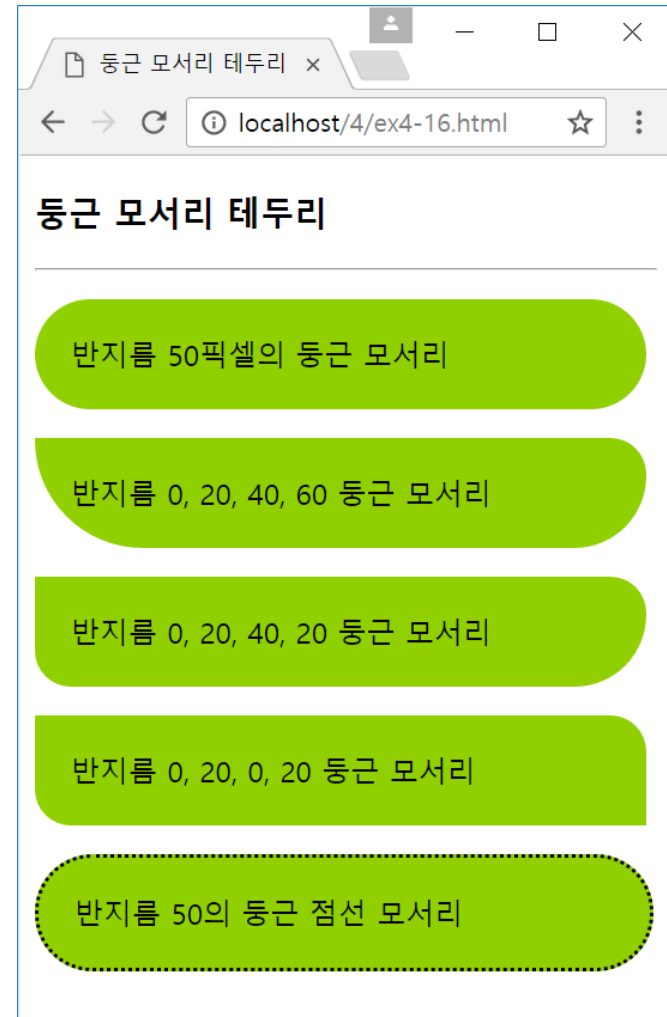 둥근 모서리 테두리
localhost/4/ex4-16.html
둥근 모서리 테두리
반지름 50픽셀의 둥근 모서리
반지름 0, 20, 40, 60 둥근 모서리
반지름 0, 20, 40, 20 둥근 모서리
반지름 0, 20, 0, 20 둥근 모서리
반지름 50의 둥근 점선 모서리